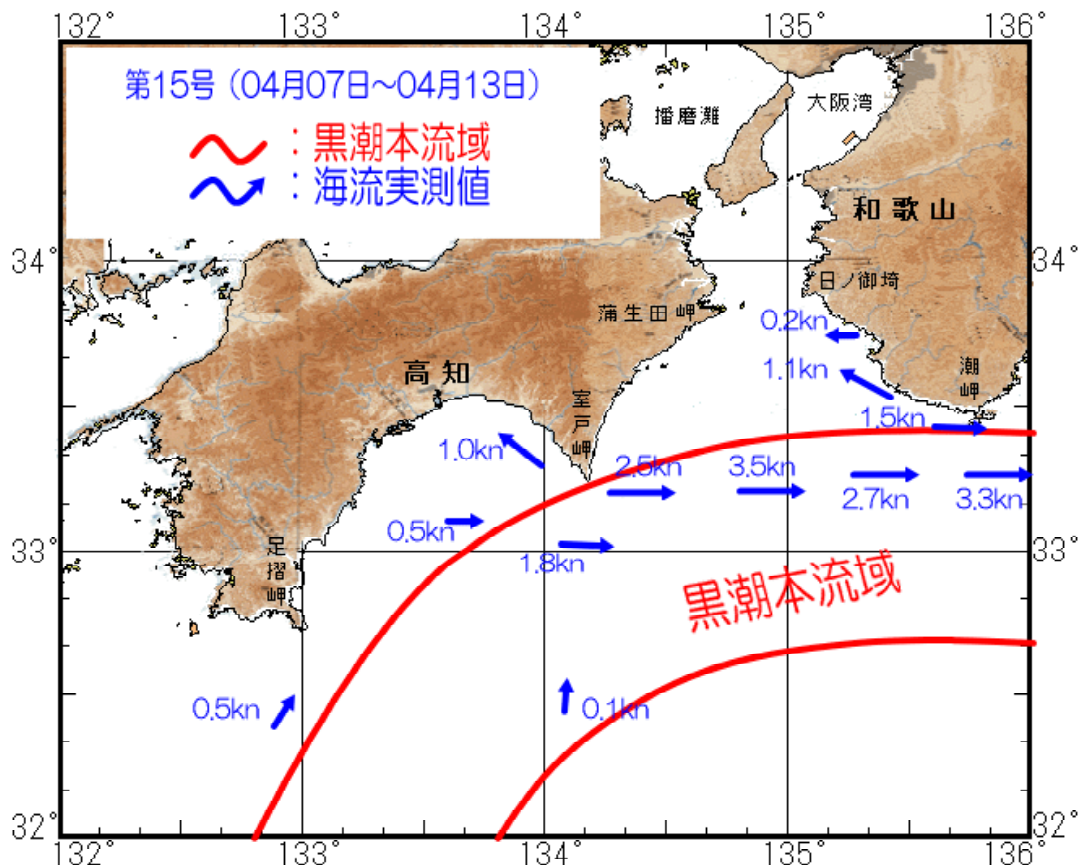 132°
133°
134°
135°
136°
第15号（04月07日～04月13日）
：黒潮本流域
：海流実測値
播磨灘
大阪湾
和歌山
34°
34°
日ノ御埼
蒲生田岬
0.2kn
高知
1.1kn
潮岬
室戸岬
1.5kn
1.0kn
2.5kn
3.5kn
2.7kn
3.3kn
0.5kn
33°
33°
1.8kn
足摺岬
黒潮本流域
0.5kn
0.1kn
32°
32°
132°
133°
134°
135°
136°